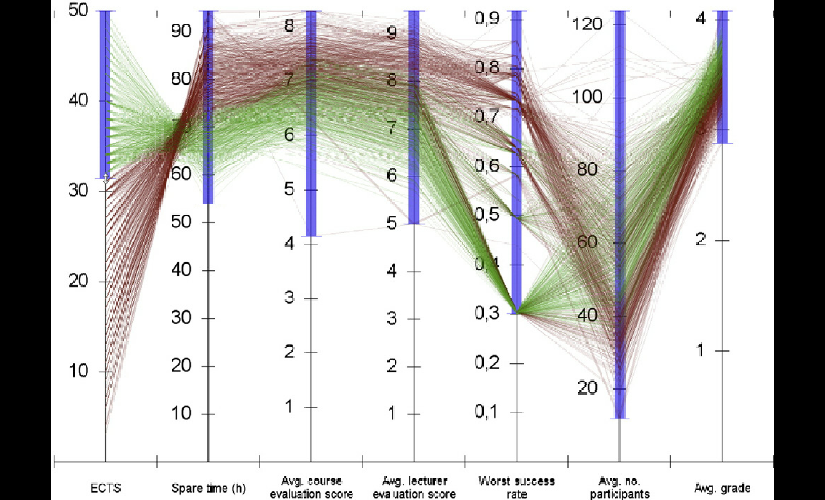 50 90 8 9 0,9 120 4
40 80 7 8 0,8 100
30 60 6 7 0,7 80 2
20 50 5 6 0,6 60 1
10 40 4 5 0,5 40
30 3 4 0,4 20
20 2 3 0,3
10 1 2 0,2
1 0,1
ECTS
Spare time (h)
Avg. course
evaluation score
Avg. lecturer
evaluation score
Worst success
rate
Avg. no.
participants
Avg. grade